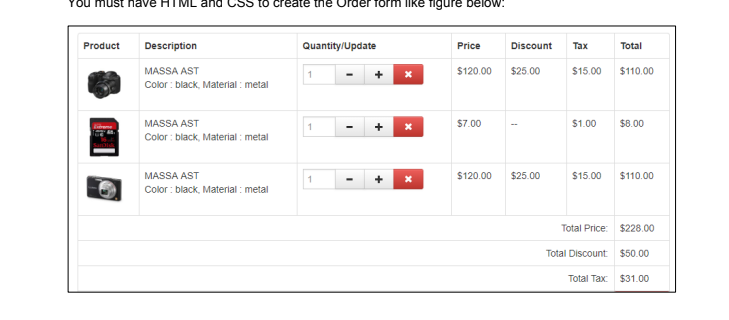 You must have HTML and CSS to create the Order form like figure below:
Product Description Quantity/Update Price Discount Tax Total
MASSA AST
Color : black, Material : metal
1 - + × $120.00 $25.00 $15.00 $110.00
MASSA AST
Color : black, Material : metal
1 - + × $7.00 -- $1.00 $8.00
MASSA AST
Color : black, Material : metal
1 - + × $120.00 $25.00 $15.00 $110.00
Total Price: $228.00
Total Discount: $50.00
Total Tax: $31.00